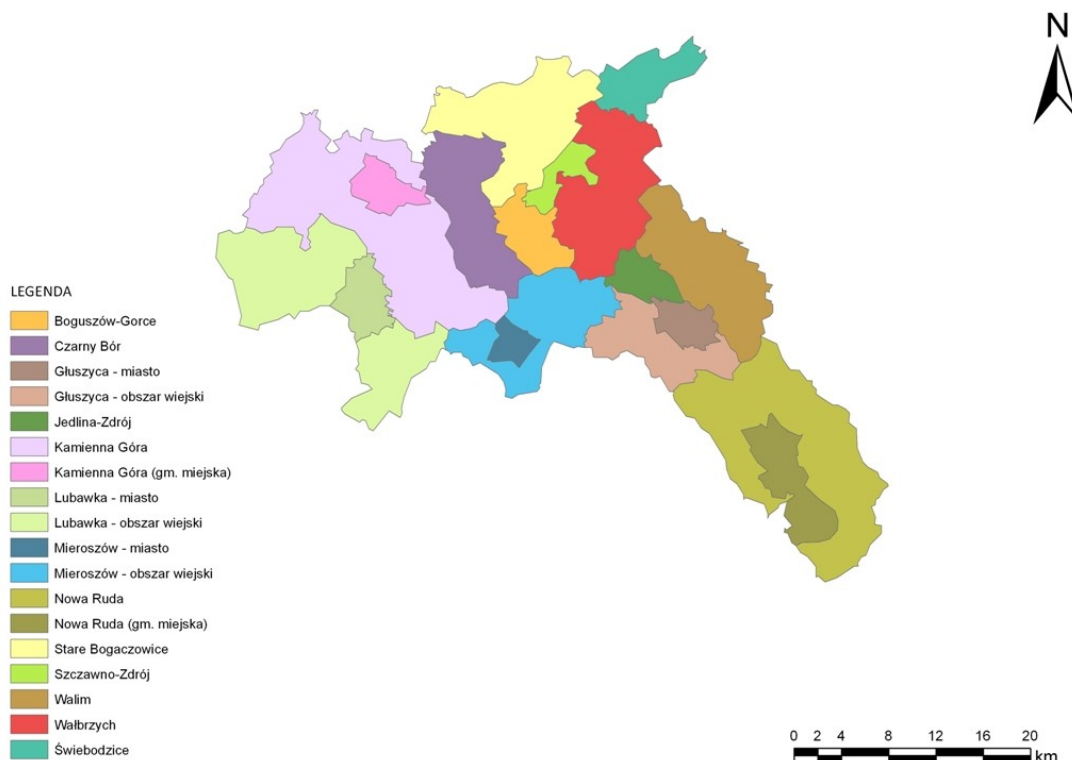 N
LEGENDA
Boguszów-Gorce
Czarny Bór
Głuszyca - miasto
Głuszyca - obszar wiejski
Jedlina-Zdrój
Kamienna Góra
Kamienna Góra (gm. miejska)
Lubawka - miasto
Lubawka - obszar wiejski
Mieroszów - miasto
Mieroszów - obszar wiejski
Nowa Ruda
Nowa Ruda (gm. miejska)
Stare Bogaczowice
Szczawno-Zdrój
Walim
Wałbrzych
Świebodzice
0 2 4 8 12 16 20
km